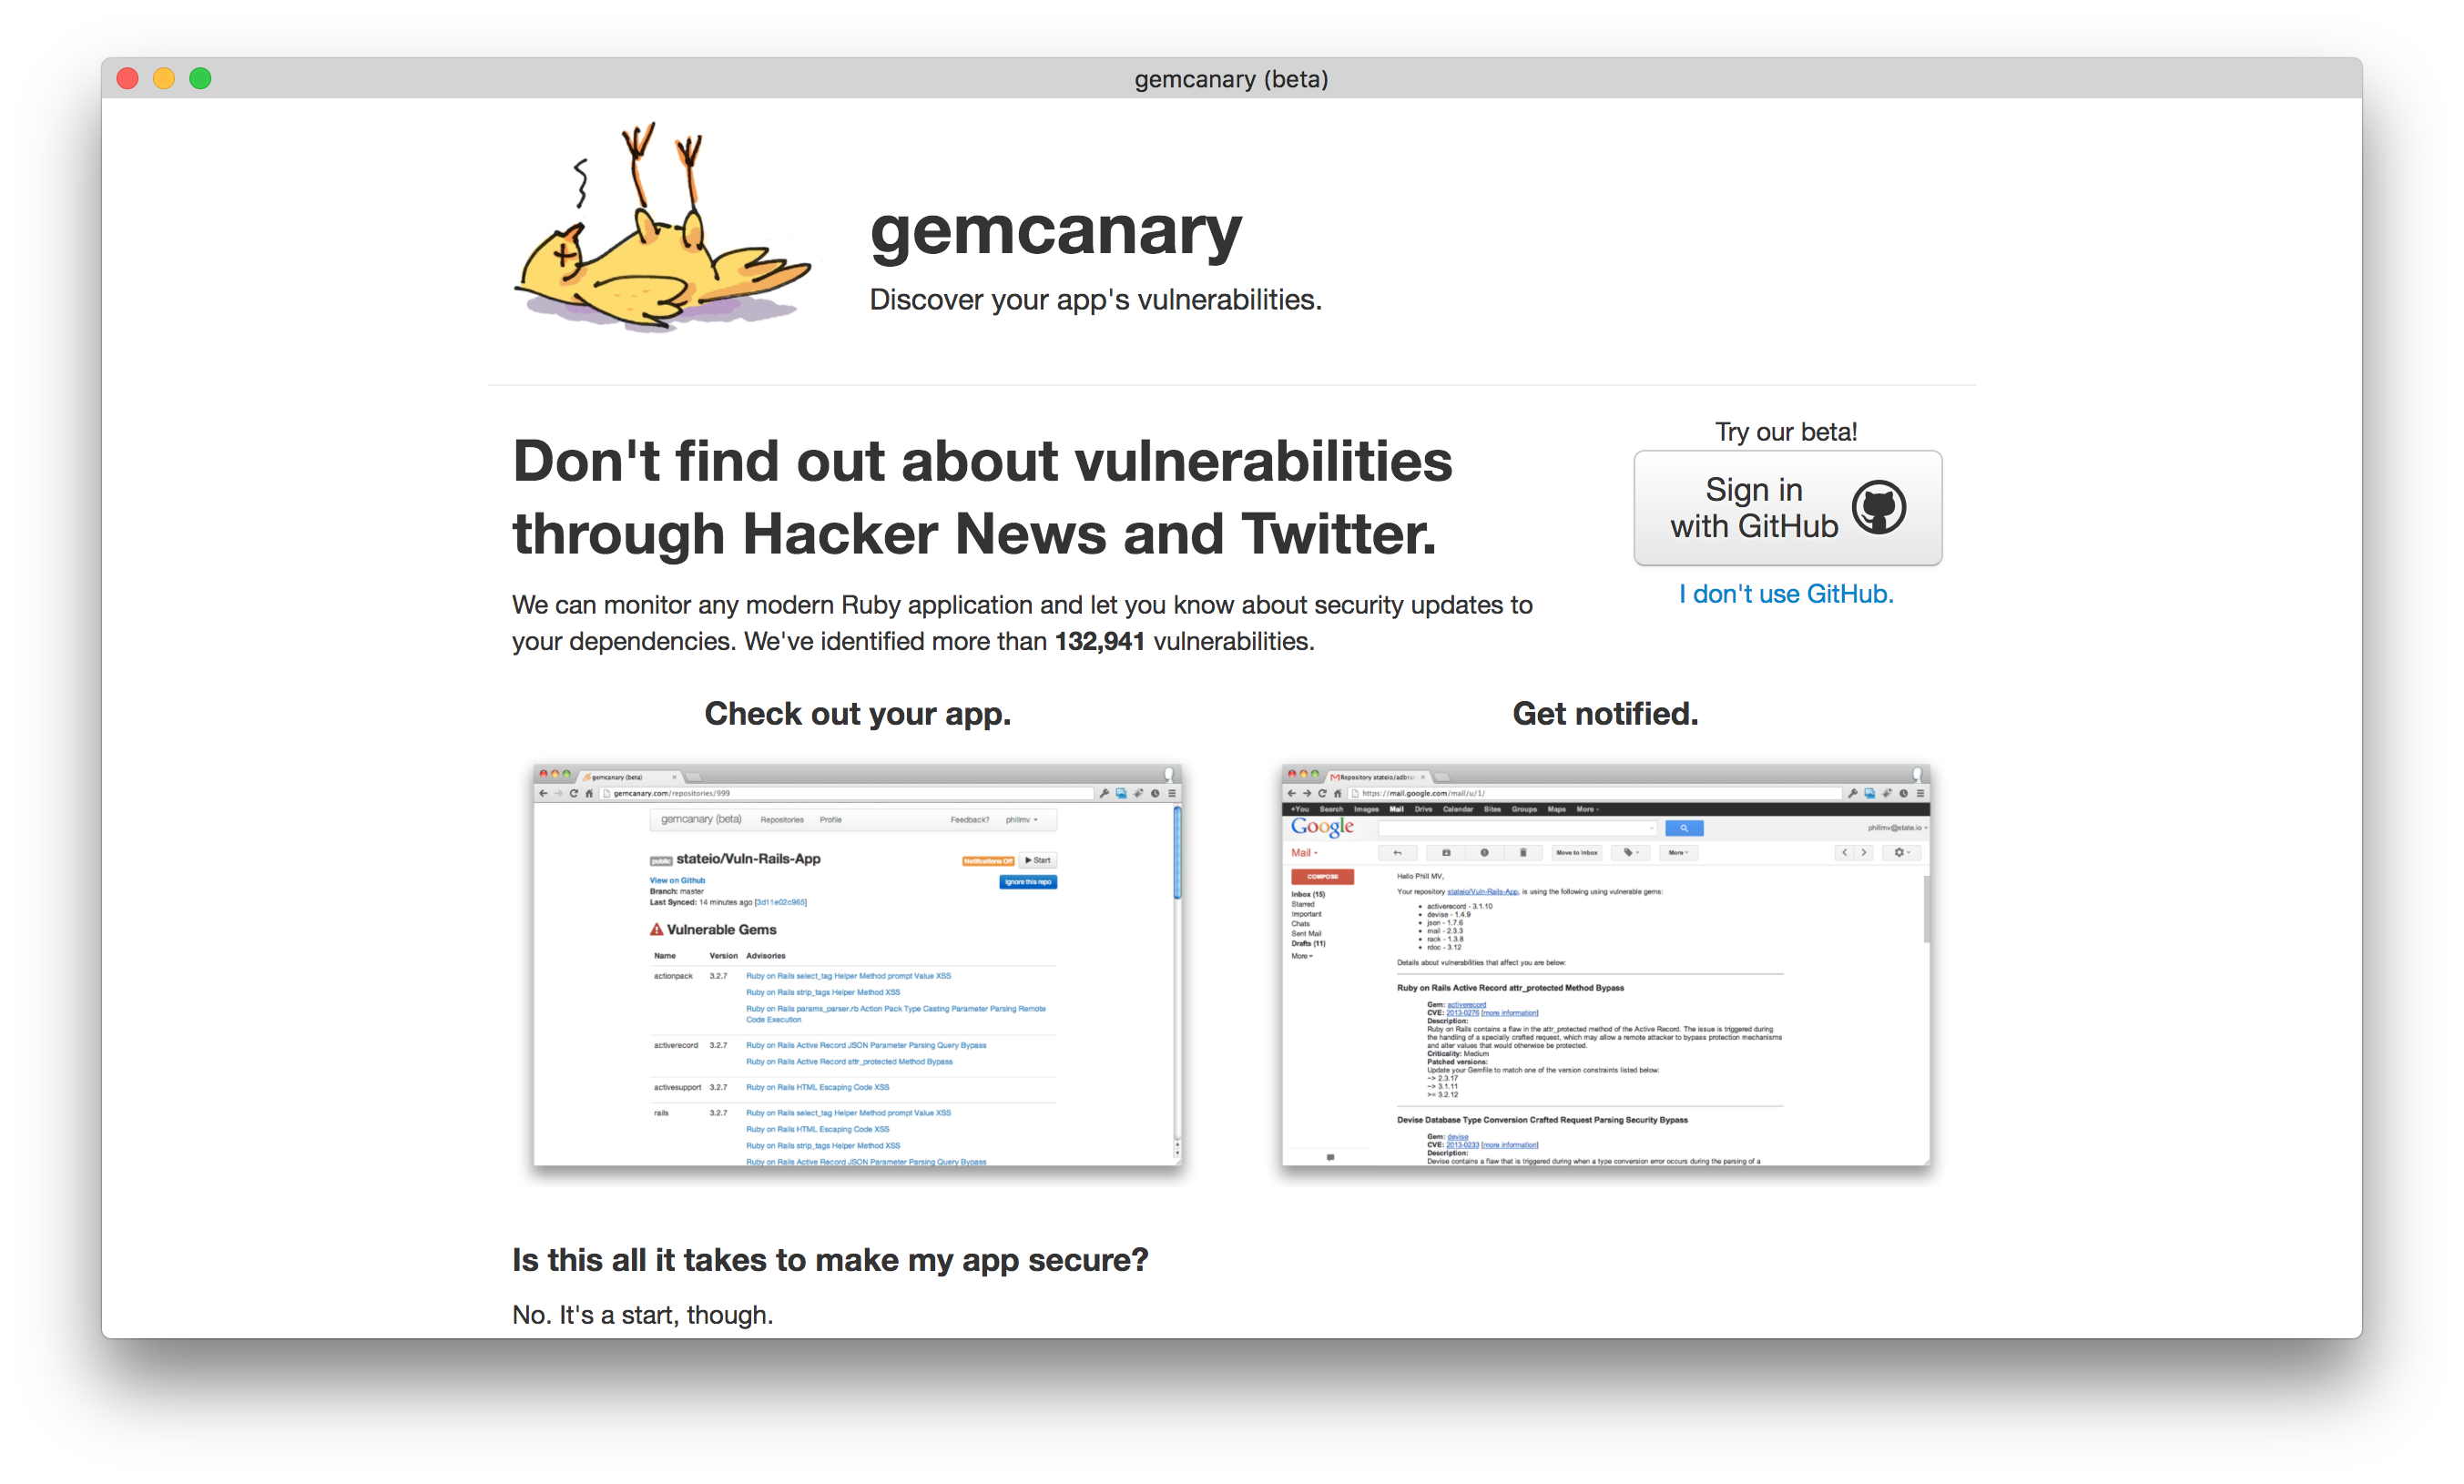 gemcanary (beta)
gemcanary
Discover your app's vulnerabilities.
Don't find out about vulnerabilities
through Hacker News and Twitter.
We can monitor any modern Ruby application and let you know about security updates to
your dependencies. We've identified more than 132,941 vulnerabilities.
Try our beta!
Sign in
with GitHub
I don't use GitHub.
Check out your app.
gemcanary (beta)
gemcanary.com/repositories/999
gemcanary (beta) Repositories Profile Feedback? philmv
public stateio/Vuln-Rails-App Notifications Off Start
View on Github Ignore this repo
Branch: master
Last Synced: 14 minutes ago [3d11e02c965]
Vulnerable Gems
Name Version Advisories
actionpack 3.2.7 Ruby on Rails select_tag Helper Method prompt Value XSS
Ruby on Rails strip_tags Helper Method XSS
Ruby on Rails params_parser.rb Action Pack Type Casting Parameter Parsing Remote
Code Execution
activerecord 3.2.7 Ruby on Rails Active Record JSON Parameter Parsing Query Bypass
Ruby on Rails Active Record attr_protected Method Bypass
activesupport 3.2.7 Ruby on Rails HTML Escaping Code XSS
rails 3.2.7 Ruby on Rails select_tag Helper Method prompt Value XSS
Ruby on Rails HTML Escaping Code XSS
Ruby on Rails strip_tags Helper Method XSS
Ruby on Rails Active Record JSON Parameter Parsing Query Bypass
Get notified.
Repository stateio/adbra
https://mail.google.com/mail/u/1/
+You Search Images Mail Drive Calendar Sites Groups Maps More
Google philmv@state.io
Mail Move to Inbox More
COMPOSE
Inbox (15)
Starred
Important
Chats
Sent Mail
Drafts (11)
More
Hello Phill MV,
Your repository stateio/Vuln-Rails-App, is using the following using vulnerable gems:
• activerecord - 3.1.10
• devise - 1.4.9
• json - 1.7.6
• mail - 2.3.3
• rack - 1.3.8
• rdoc - 3.12
Details about vulnerabilities that affect you are below:
Ruby on Rails Active Record attr_protected Method Bypass
Gem: activerecord
CVE: 2013-0276 [more information]
Description:
Ruby on Rails contains a flaw in the attr_protected method of the Active Record. The issue is triggered during
the handling of a specially crafted request, which may allow a remote attacker to bypass protection mechanisms
and alter values that would otherwise be protected.
Criticality: Medium
Patched versions:
Update your Gemfile to match one of the version constraints listed below:
~> 2.3.17
~> 3.1.11
>= 3.2.12
Devise Database Type Conversion Crafted Request Parsing Security Bypass
Gem: devise
CVE: 2013-0233 [more information]
Description:
Devise contains a flaw that is triggered during when a type conversion error occurs during the parsing of a
Is this all it takes to make my app secure?
No. It's a start, though.